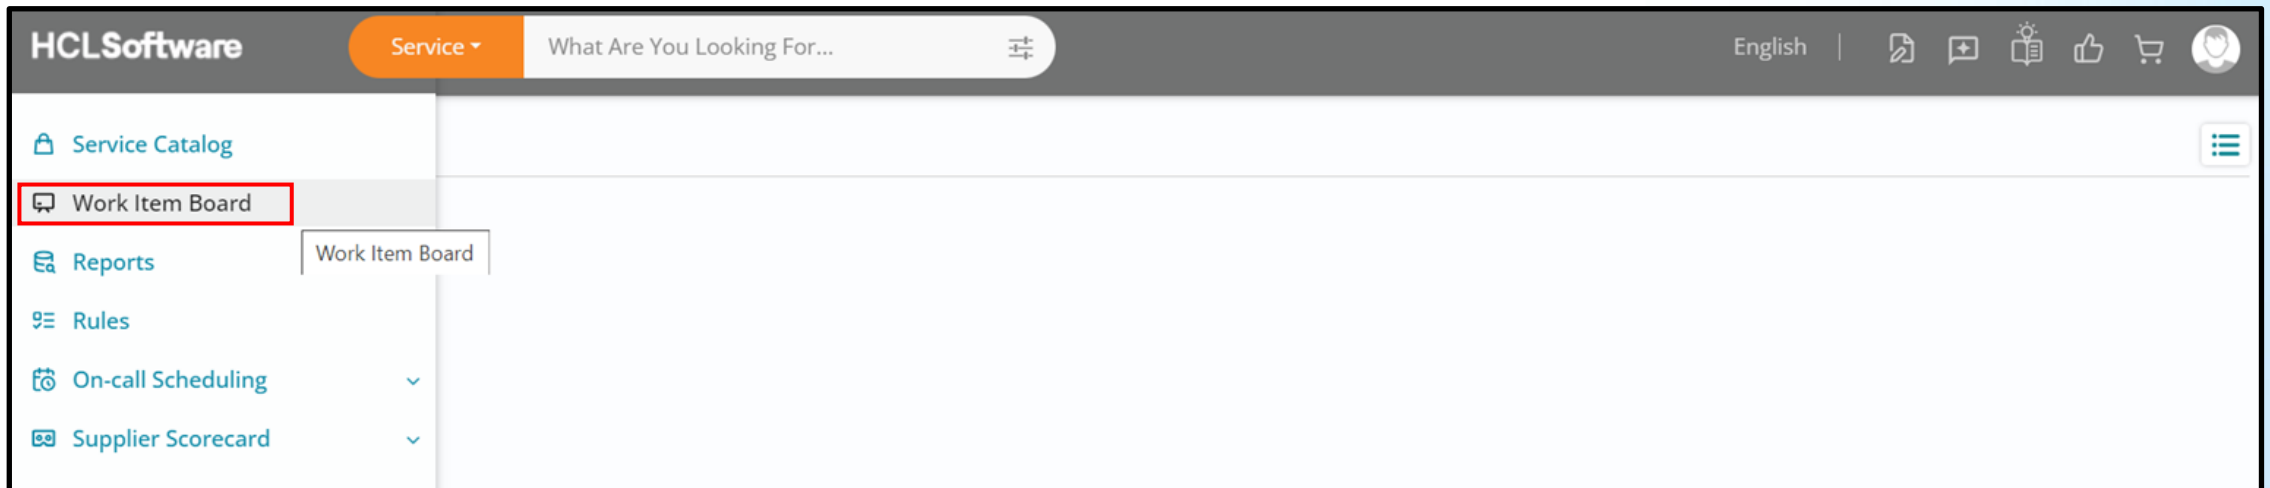 HCLSoftware Service What Are You Looking For... English
Service Catalog
Work Item Board
Work Item Board
Reports
Rules
On-call Scheduling
Supplier Scorecard